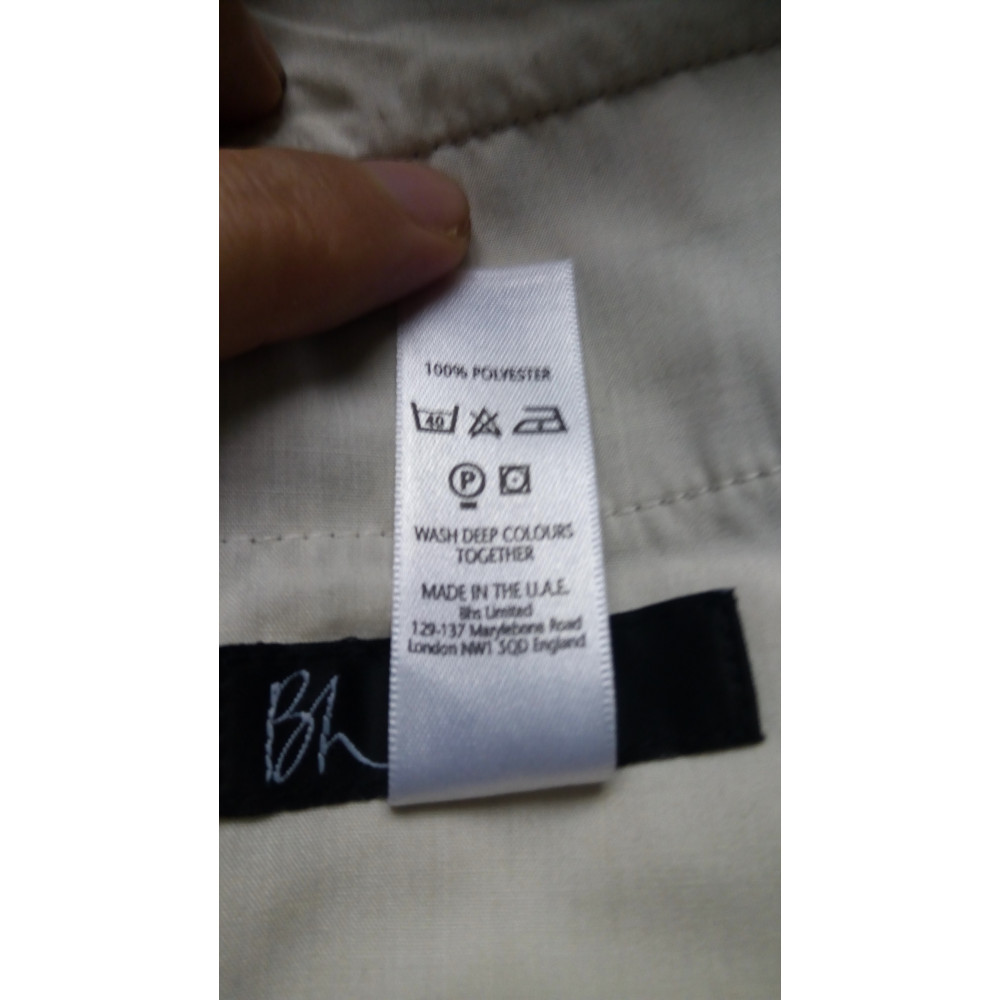 100% POLYESTER
40
P
WASH DEEP COLOURS
TOGETHER
MADE IN THE U.A.E.
Bhs Limited
129-137 Marylebone Road
London NW1 5QD England
Bh